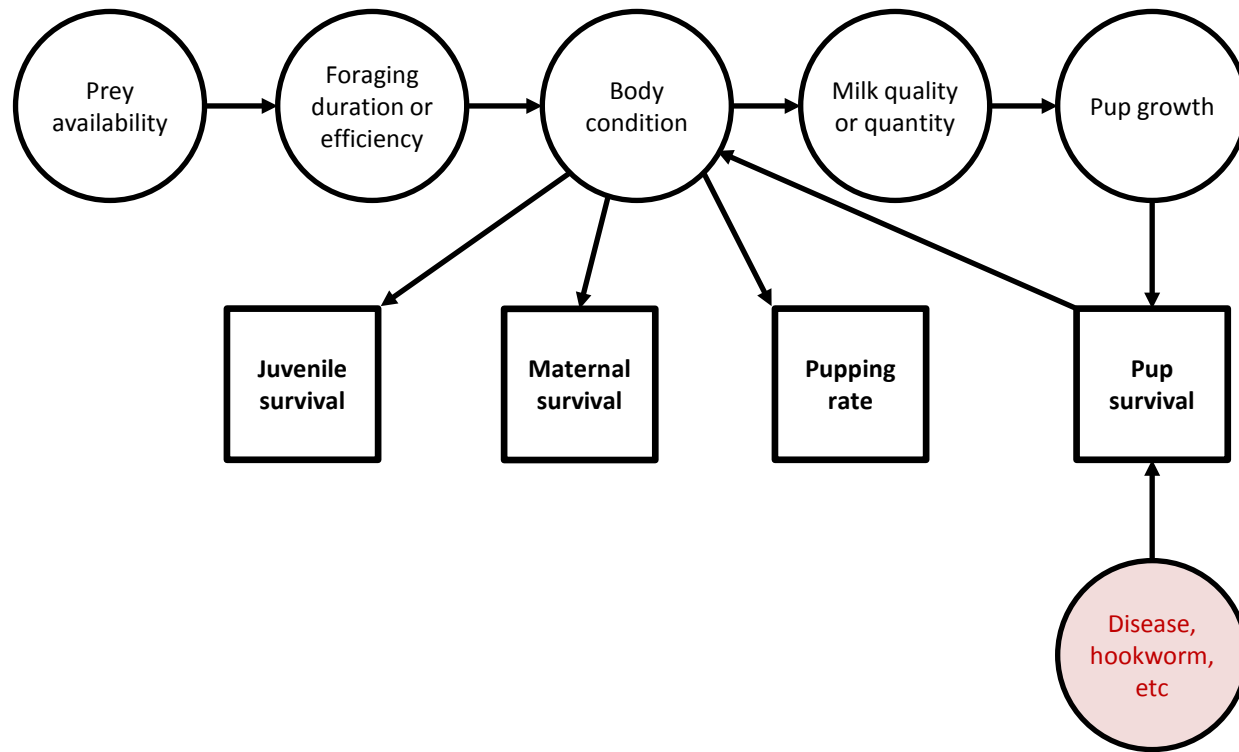 Prey
availability
Foraging
duration or
efficiency
Body
condition
Milk quality
or quantity
Pup growth
Juvenile
survival
Maternal
survival
Pupping
rate
Pup
survival
Disease,
hookworm,
etc